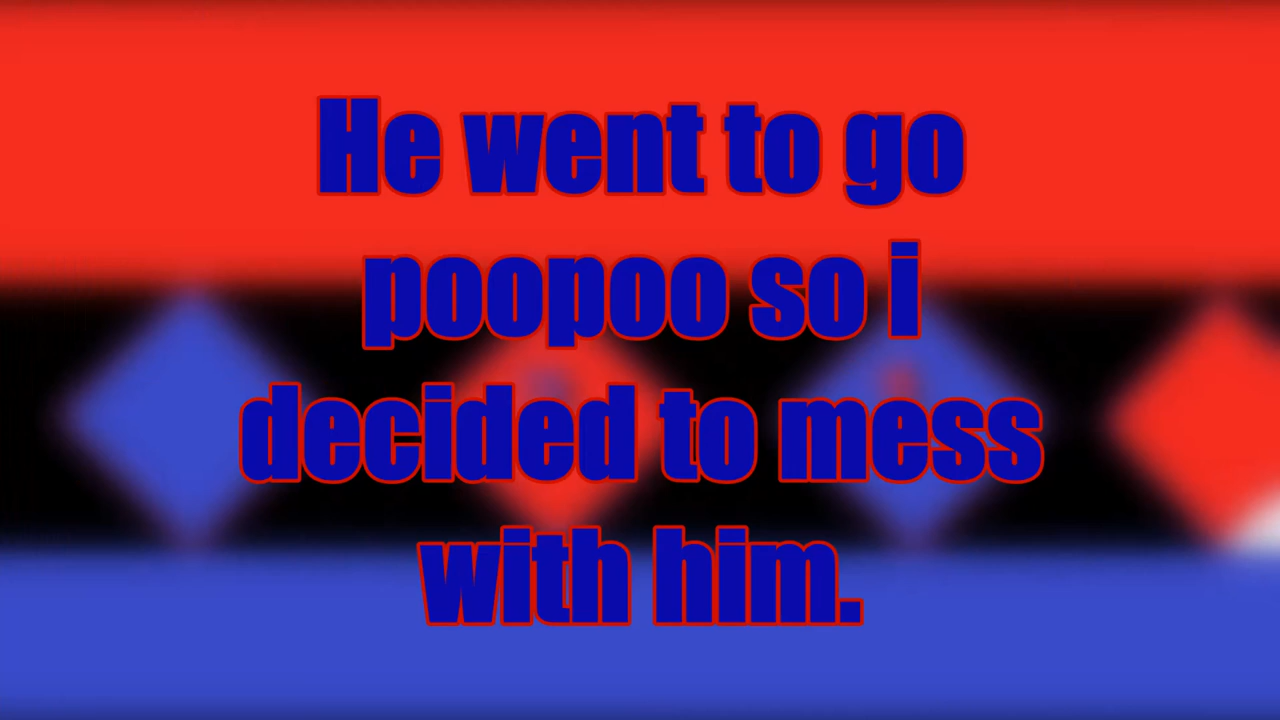 He went to go
poopoo so i
decided to mess
with him.